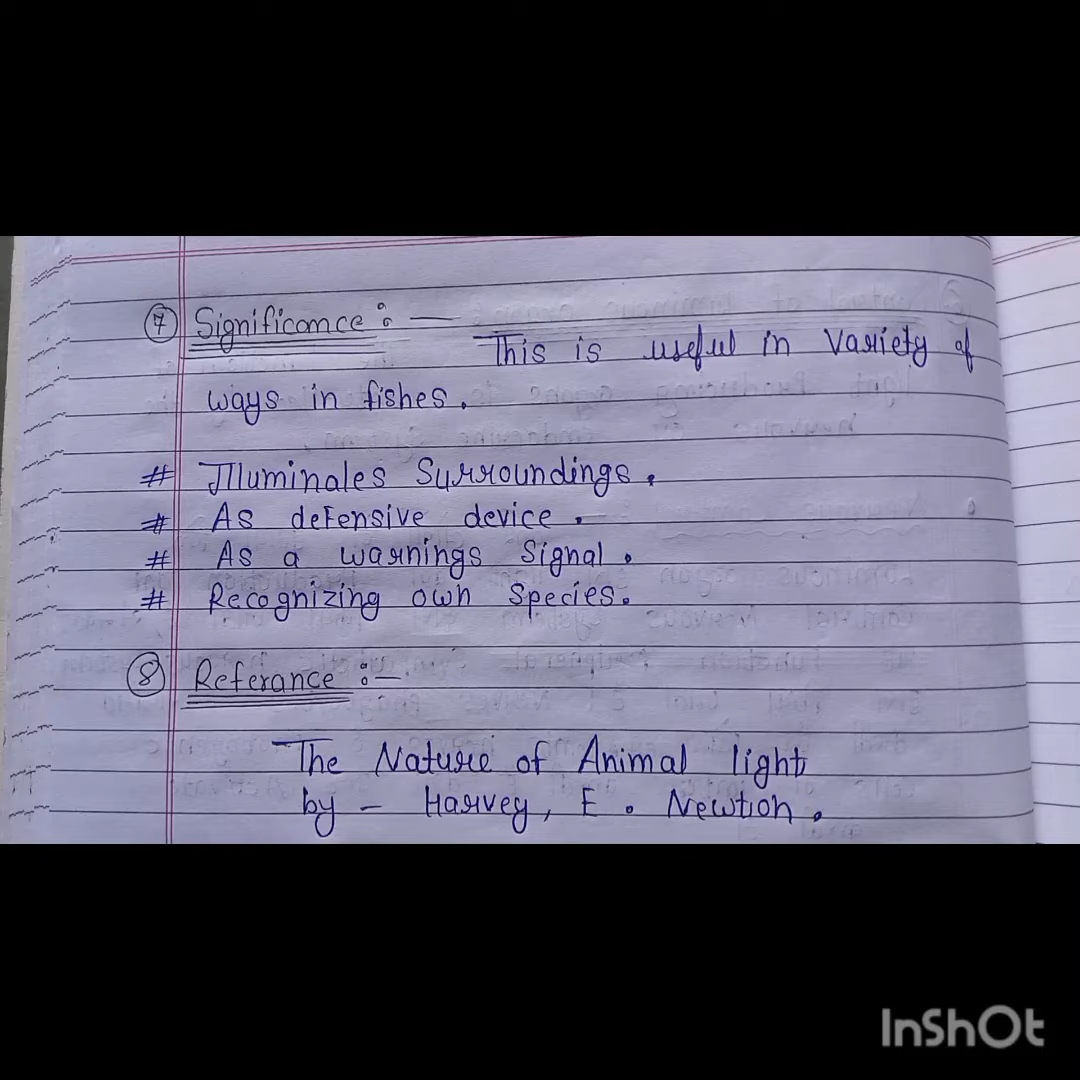 7 Significance : —
This is useful in variety of
ways in fishes.
# Illuminales Surroundings.
# As defensive device.
# As a warnings Signal.
# Recognizing own Species.
8 Referance :-
The Nature of Animal light
by - Harvey, E. Newtion.
InShOt